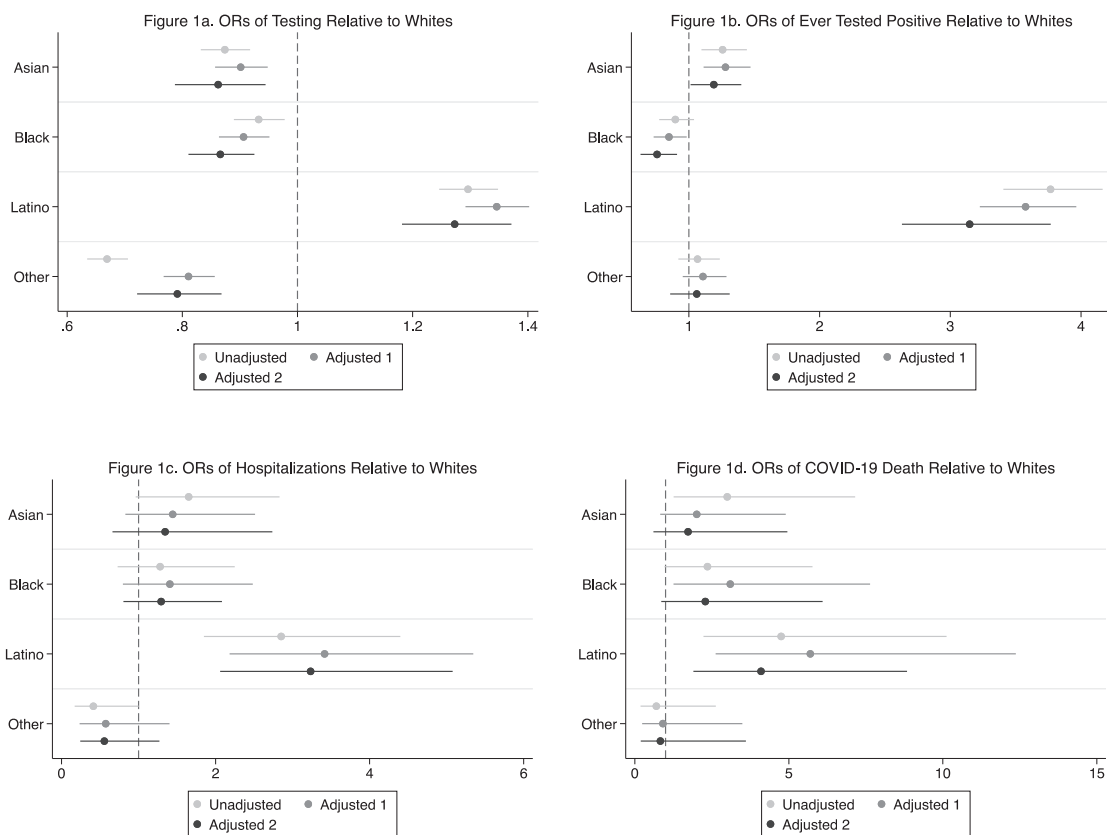 Figure 1a. ORs of Testing Relative to Whites
Asian
Black
Latino
Other
.6 .8 1 1.2 1.4
Unadjusted Adjusted 1
Adjusted 2
Figure 1b. ORs of Ever Tested Positive Relative to Whites
Asian
Black
Latino
Other
1 2 3 4
Unadjusted Adjusted 1
Adjusted 2
Figure 1c. ORs of Hospitalizations Relative to Whites
Asian
Black
Latino
Other
0 2 4 6
Unadjusted Adjusted 1
Adjusted 2
Figure 1d. ORs of COVID-19 Death Relative to Whites
Asian
Black
Latino
Other
0 5 10 15
Unadjusted Adjusted 1
Adjusted 2